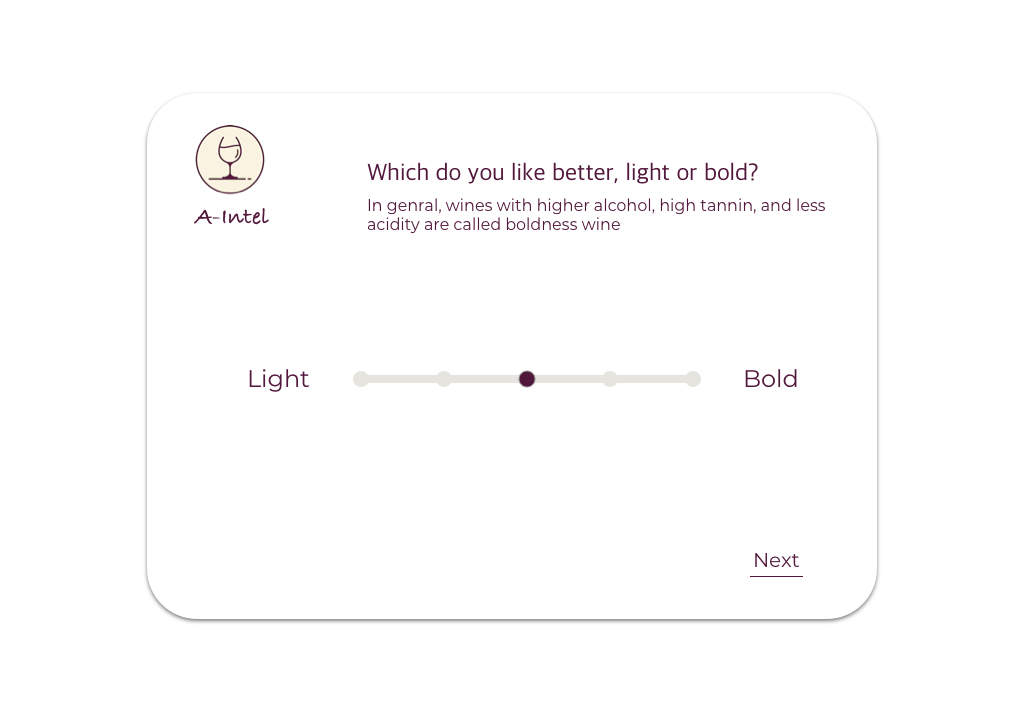 A-Intel
Which do you like better, light or bold?
In genral, wines with higher alcohol, high tannin, and less
acidity are called boldness wine
Light
Bold
Next